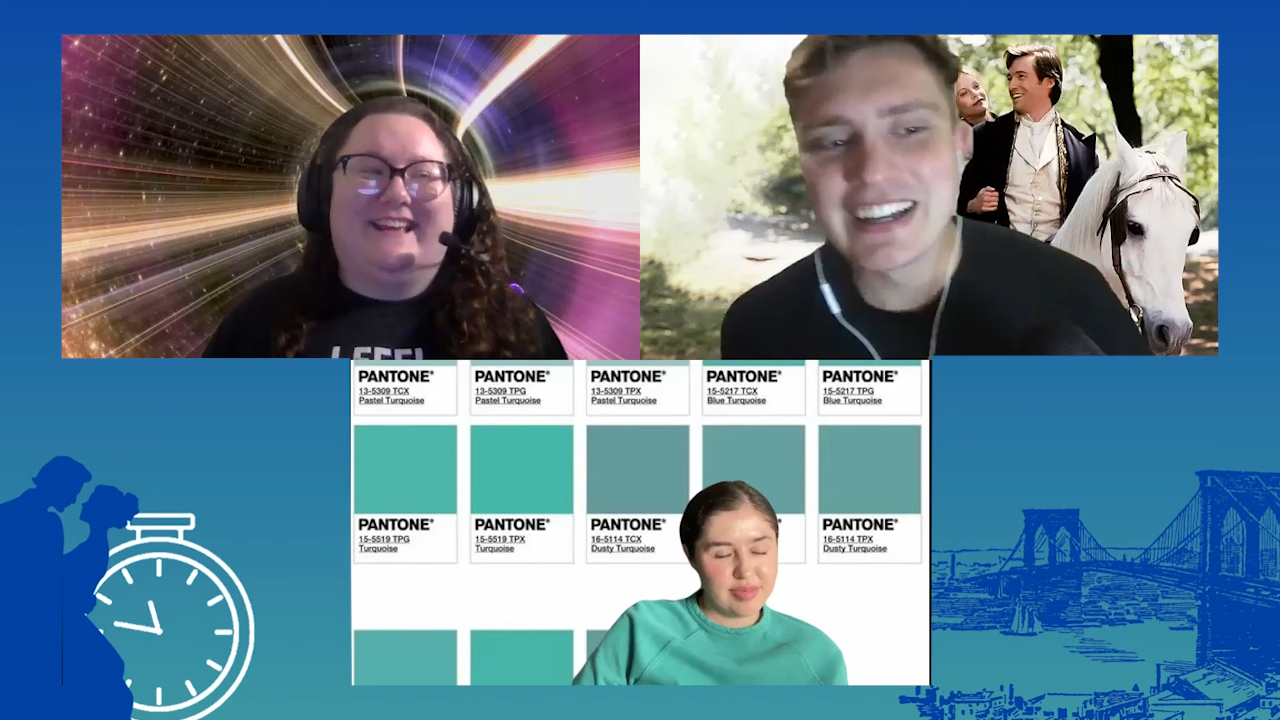 LEGEL
PANTONE®
13-5309 TCX
Pastel Turquoise
PANTONE®
13-5309 TPG
Pastel Turquoise
PANTONE®
13-5309 TPX
Pastel Turquoise
PANTONE®
15-5217 TCX
Blue Turquoise
PANTONE®
15-5217 TPG
Blue Turquoise
PANTONE®
15-5519 TPG
Turquoise
PANTONE®
15-5519 TPX
Turquoise
PANTONE®
16-5114 TCX
Dusty Turquoise
PANTONE®
16-5114 TPX
Dusty Turquoise